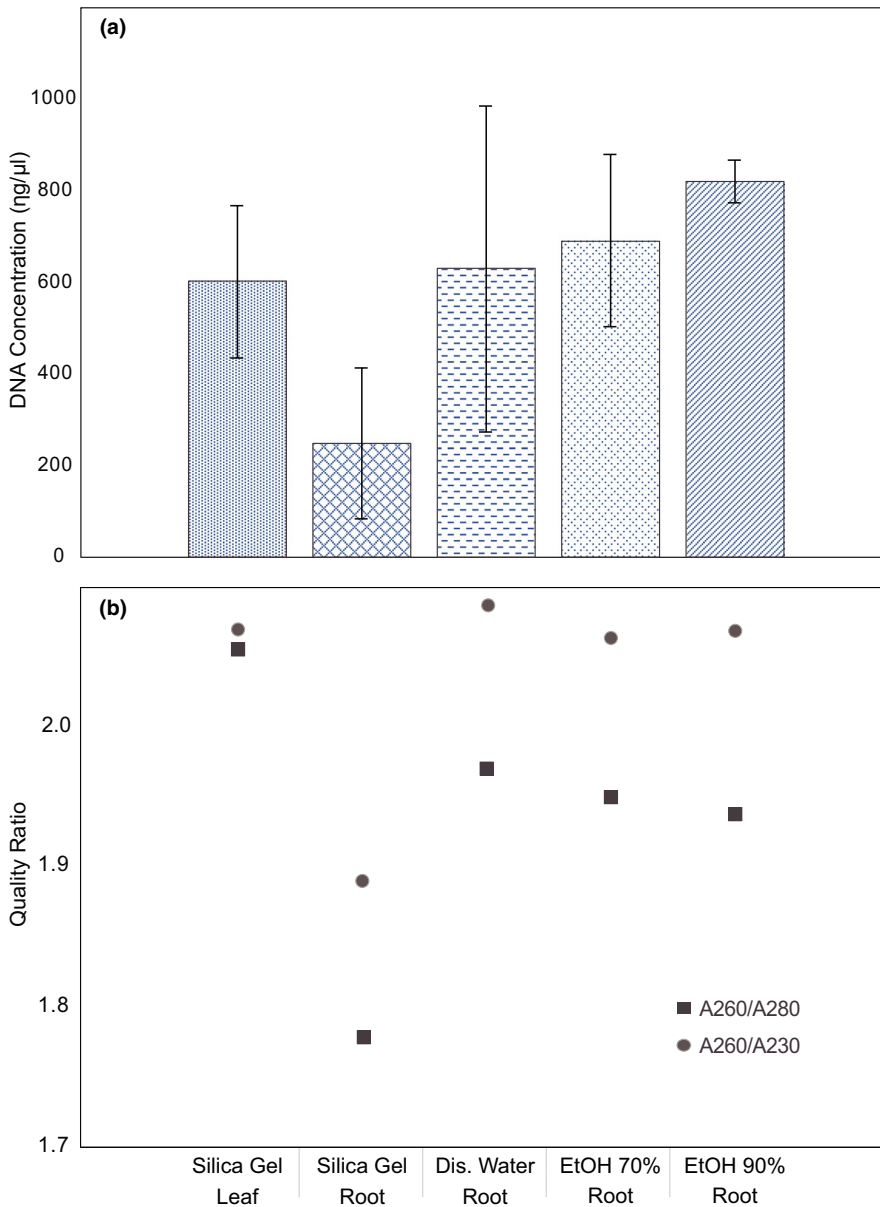 (a)
1000
800
600
400
200
0
DNA Concentration (ηg/µl)
(b)
2.0
1.9
1.8
1.7
Quality Ratio
A260/A280
A260/A230
Silica Gel Leaf
Silica Gel Root
Dis. Water Root
EtOH 70% Root
EtOH 90% Root